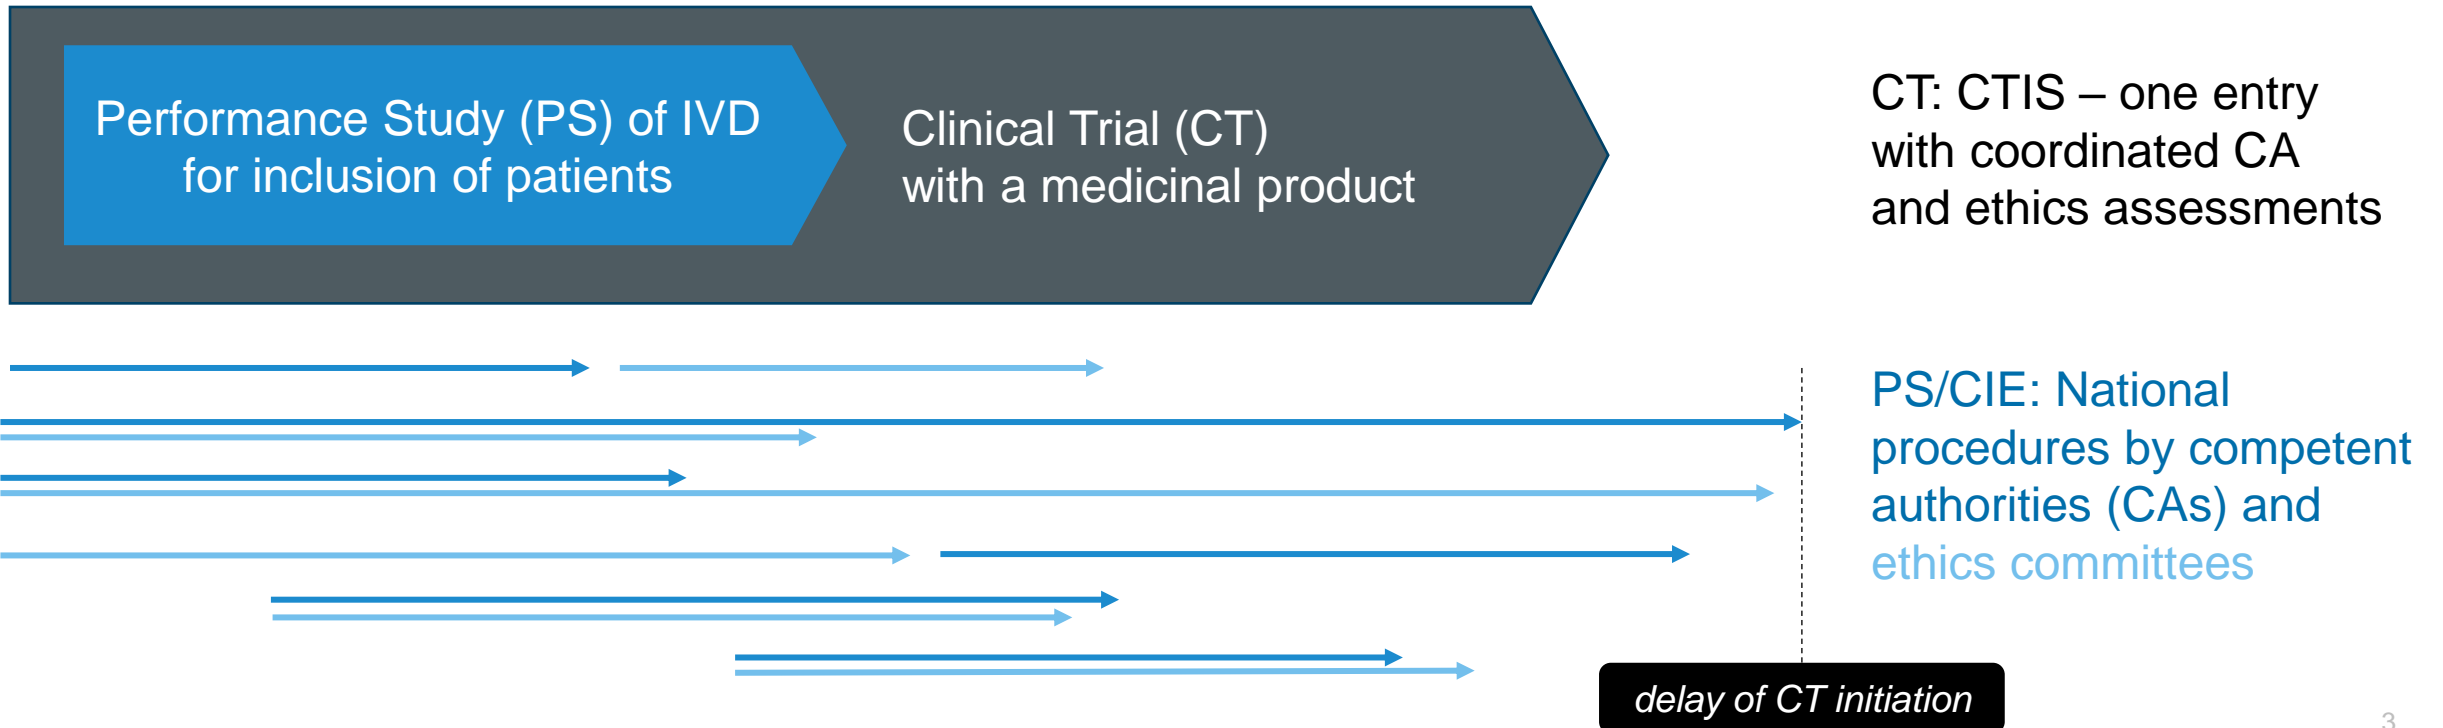 Performance Study (PS) of IVD
for inclusion of patients
Clinical Trial (CT)
with a medicinal product
CT: CTIS – one entry
with coordinated CA
and ethics assessments
PS/CIE: National
procedures by competent
authorities (CAs) and
ethics committees
delay of CT initiation
3